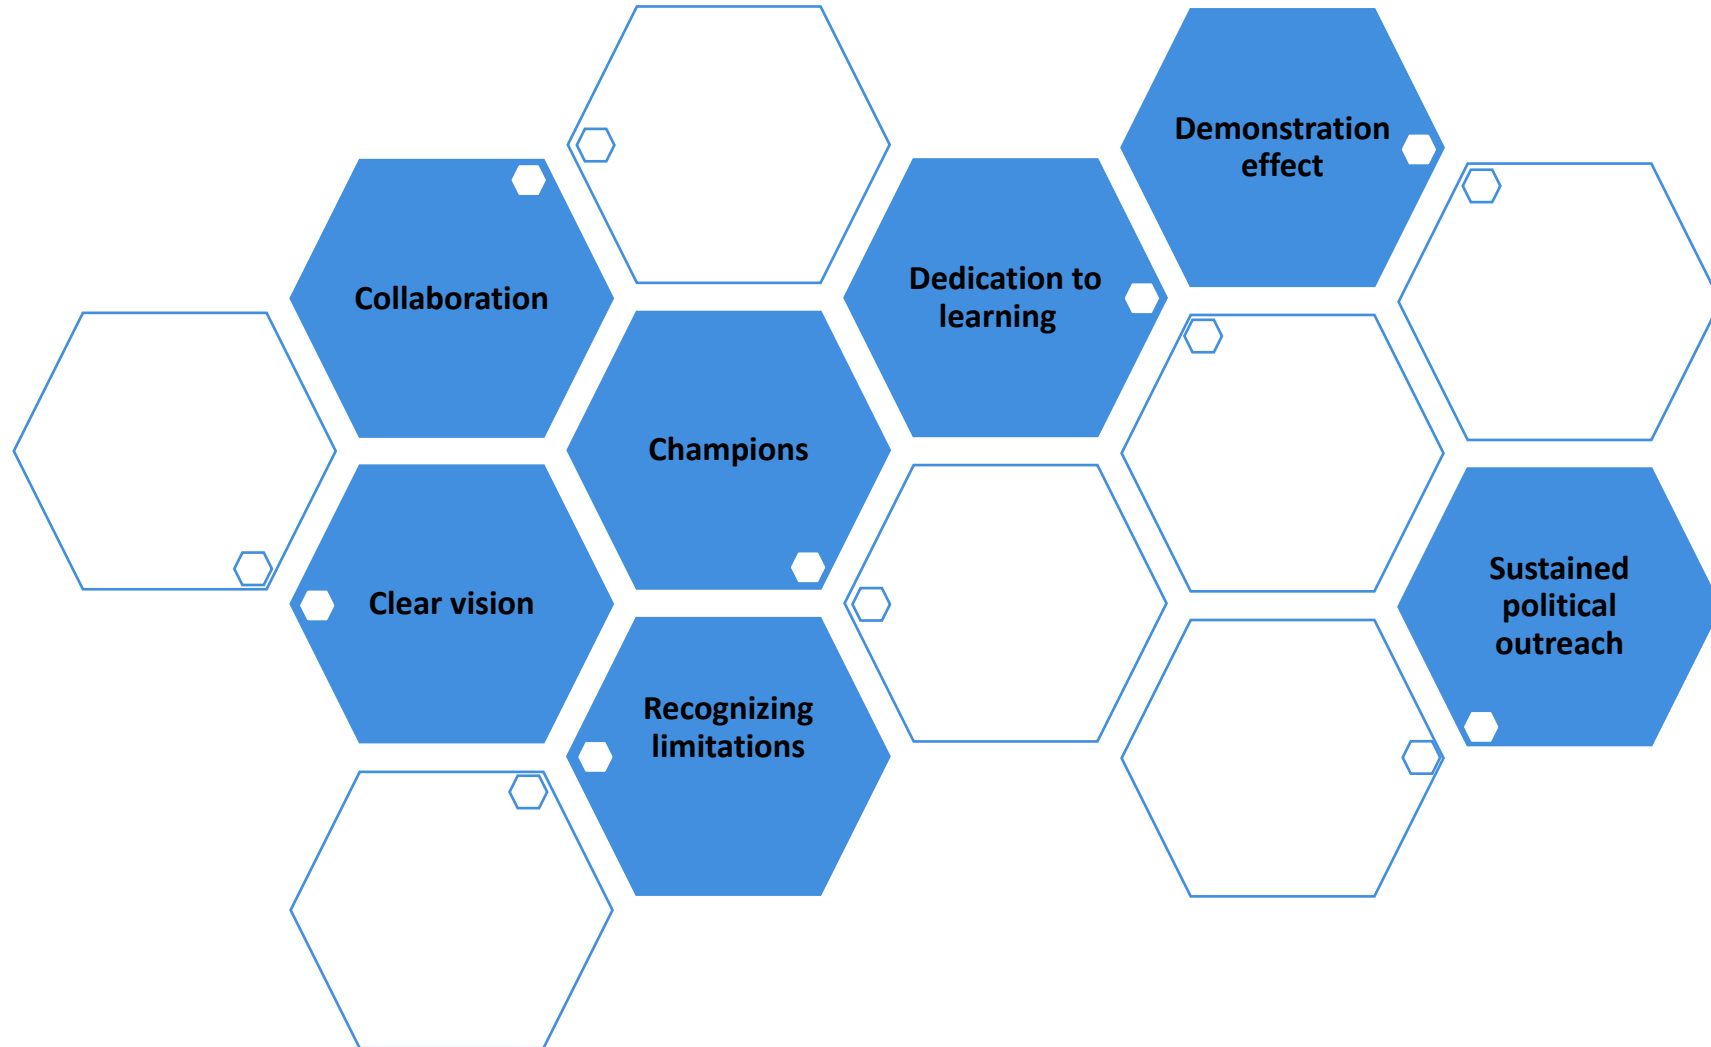 Demonstration
effect
Collaboration
Dedication to
learning
Champions
Clear vision
Sustained
political
outreach
Recognizing
limitations